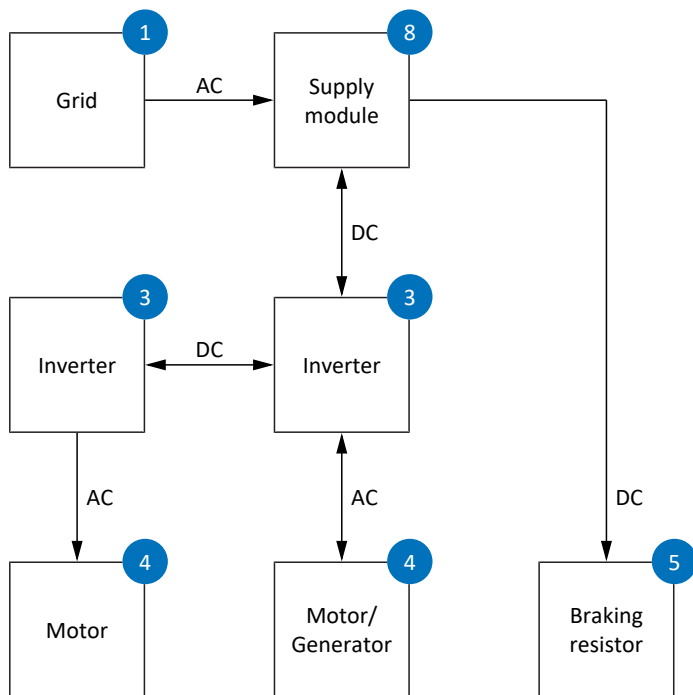 1
8
Grid
AC
Supply
module
DC
3
3
Inverter
DC
Inverter
AC
AC
DC
4
4
5
Motor
Motor/
Generator
Braking
resistor